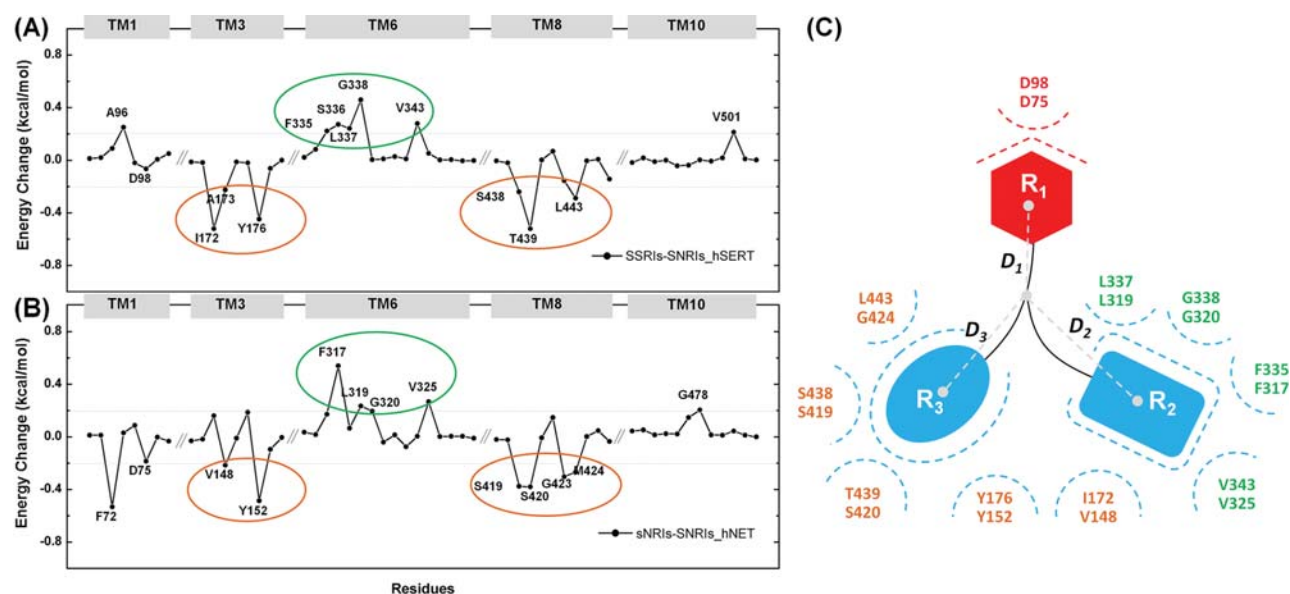 (A)
TM1 TM3 TM6 TM8 TM10
Energy Change (kcal/mol)
0.8
0.4
0.0
-0.4
-0.8
A96
D98
I172
A173
Y176
F335
S336
L337
G338
V343
S438
T439
L443
V501
SSRIs-SNRIs_hSERT
(B)
TM1 TM3 TM6 TM8 TM10
Energy Change (kcal/mol)
0.8
0.4
0.0
-0.4
-0.8
F72
D75
V148
Y152
F317
L319
G320
V325
S419
S420
G423
M424
G478
sNRIs-SNRIs_hNET
Residues
(C)
D98
D75
R1
D1
D3
D2
R3
R2
L443
G424
L337
L319
G338
G320
S438
S419
F335
F317
T439
S420
Y176
Y152
I172
V148
V343
V325